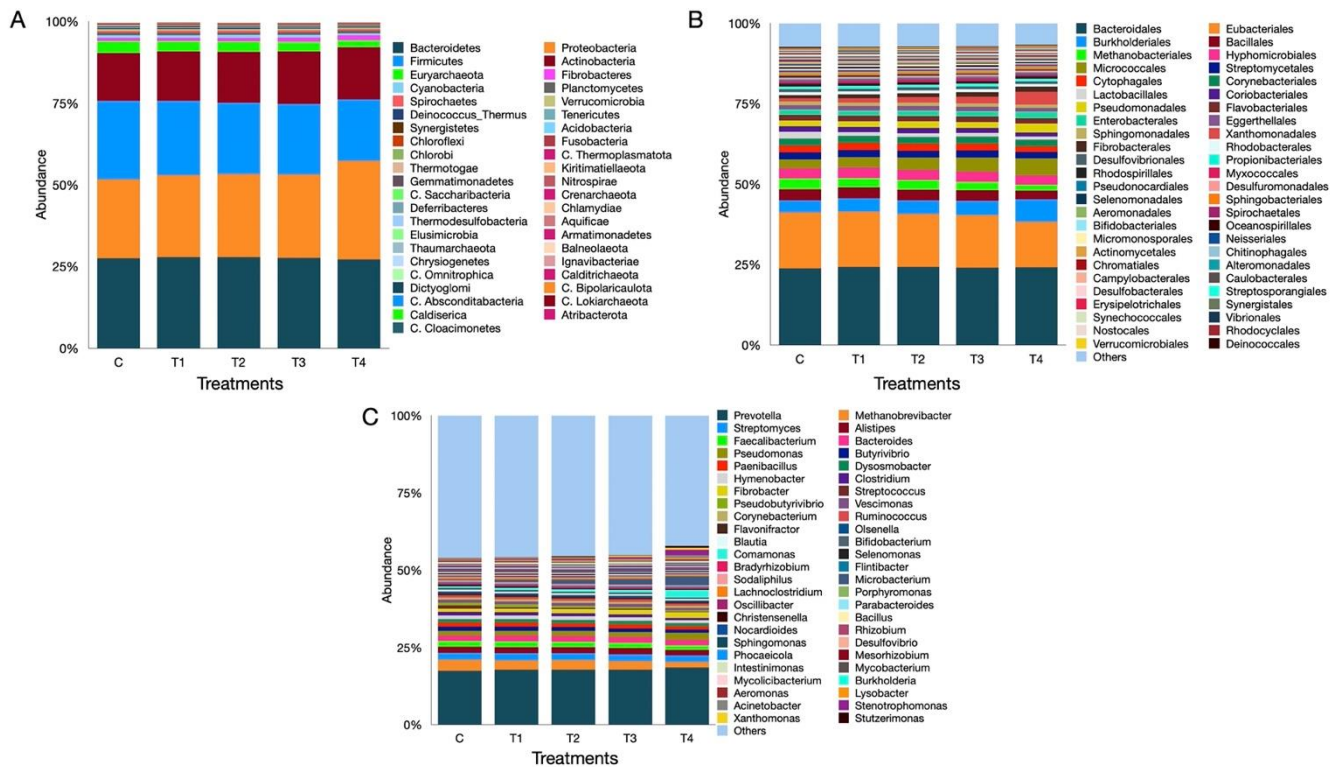 A
100%
75%
50%
25%
0%
Abundance
C T1 T2 T3 T4
Treatments
Bacteroidetes Proteobacteria
Firmicutes Actinobacteria
Euryarchaeota Fibrobacteres
Cyanobacteria Planctomycetes
Spirochaetes Verrucomicrobia
Deinococcus_Thermus Tenericutes
Synergistetes Acidobacteria
Chloroflexi Fusobacteria
Chlorobi C. Thermoplasmatota
Thermotogae Kiritimatiellaeota
Gemmatimonadetes Nitrospirae
C. Saccharibacteria Crenarchaeota
Deferribacteres Chlamydiae
Thermodesulfobacteria Aquificae
Elusimicrobia Armatimonadetes
Thaumarchaeota Balneolaeota
Chrysiogenetes Ignavibacteriae
C. Omnitrophica Calditrichaeota
Dictyoglomi C. Bipolaricaulota
C. Absconditabacteria C. Lokiarchaeota
Caldiserica Atribacterota
C. Cloacimonetes
B
100%
75%
50%
25%
0%
Abundance
C T1 T2 T3 T4
Treatments
Bacteroidales Eubacteriales
Burkholderiales Bacillales
Methanobacteriales Hyphomicrobiales
Micrococcales Streptomycetales
Cytophagales Corynebacteriales
Lactobacillales Coriobacteriales
Pseudomonadales Flavobacteriales
Enterobacterales Eggerthellales
Sphingomonadales Xanthomonadales
Fibrobacterales Rhodobacterales
Desulfovibrionales Propionibacteriales
Rhodospirillales Myxococcales
Pseudonocardiales Desulfuromonadales
Selenomonadales Sphingobacteriales
Aeromonadales Spirochaetales
Bifidobacteriales Oceanospirillales
Micromonosporales Neisseriales
Actinomycetales Chitinophagales
Chromatiales Alteromonadales
Campylobacterales Caulobacterales
Desulfobacterales Streptosporangiales
Erysipelotrichales Synergistales
Synechococcales Vibrionales
Nostocales Rhodocyclales
Verrucomicrobiales Deinococcales
Others
C
100%
75%
50%
25%
0%
Abundance
C T1 T2 T3 T4
Treatments
Prevotella Methanobrevibacter
Streptomyces Alistipes
Faecalibacterium Bacteroides
Pseudomonas Butyrivibrio
Paenibacillus Dysosmobacter
Hymenobacter Clostridium
Fibrobacter Streptococcus
Pseudobutyrivibrio Vescimonas
Corynebacterium Ruminococcus
Flavonifractor Olsenella
Blautia Bifidobacterium
Comamonas Selenomonas
Bradyrhizobium Flintibacter
Sodaliphilus Microbacterium
Lachnoclostridium Porphyromonas
Oscillibacter Parabacteroides
Christensenella Bacillus
Nocardioides Rhizobium
Sphingomonas Desulfovibrio
Phocaeicola Mesorhizobium
Intestinimonas Mycobacterium
Mycolicibacterium Burkholderia
Aeromonas Lysobacter
Acinetobacter Stenotrophomonas
Xanthomonas Stutzerimonas
Others